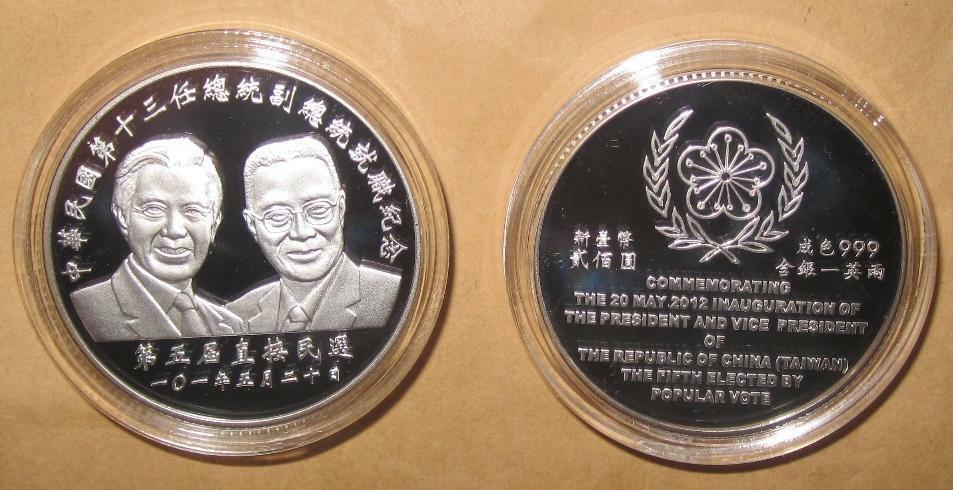 中華民國第十三任總統副總統就職紀念
第五屆直接民選
一〇一年五月二十日
新臺幣
貳佰圓
成色999
含銀一英兩
COMMEMORATING
THE 20 MAY.2012 INAUGURATION OF
THE PRESIDENT AND VICE PRESIDENT
OF
THE REPUBLIC OF CHINA (TAIWAN)
THE FIFTH ELECTED BY
POPULAR VOTE